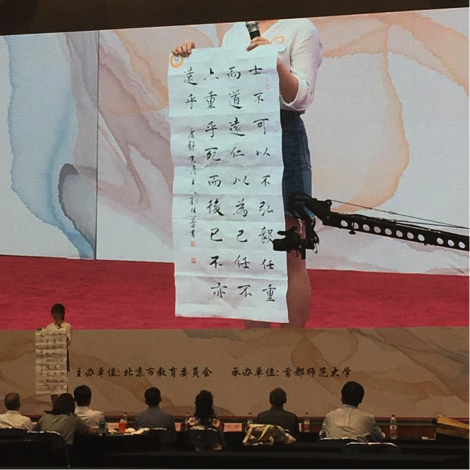 士不可以不弘毅任重
而道遠仁以為己任不
亦重乎死而後已不亦
遠乎
主办单位: 北京市教育委员会 承办单位: 首都师范大学